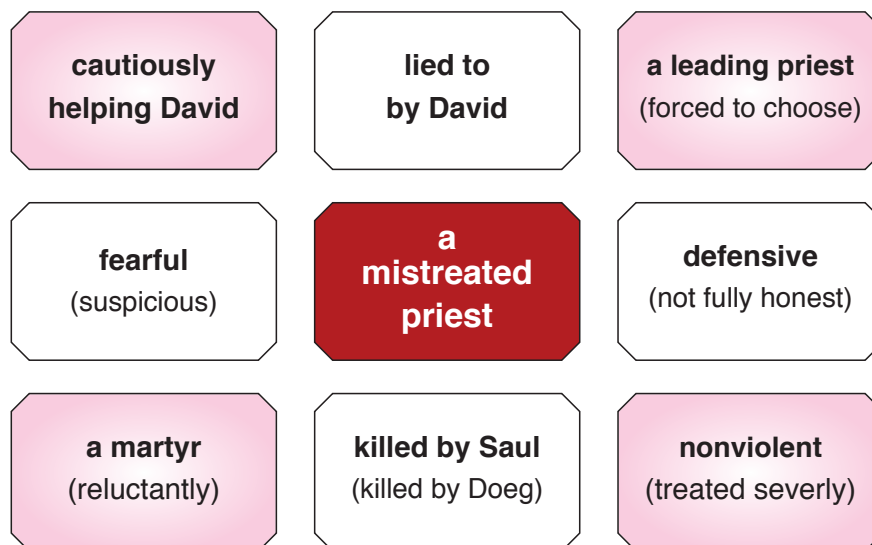 cautiously
helping David
lied to
by David
a leading priest
(forced to choose)
fearful
(suspicious)
a
mistreated
priest
defensive
(not fully honest)
a martyr
(reluctantly)
killed by Saul
(killed by Doeg)
nonviolent
(treated severly)